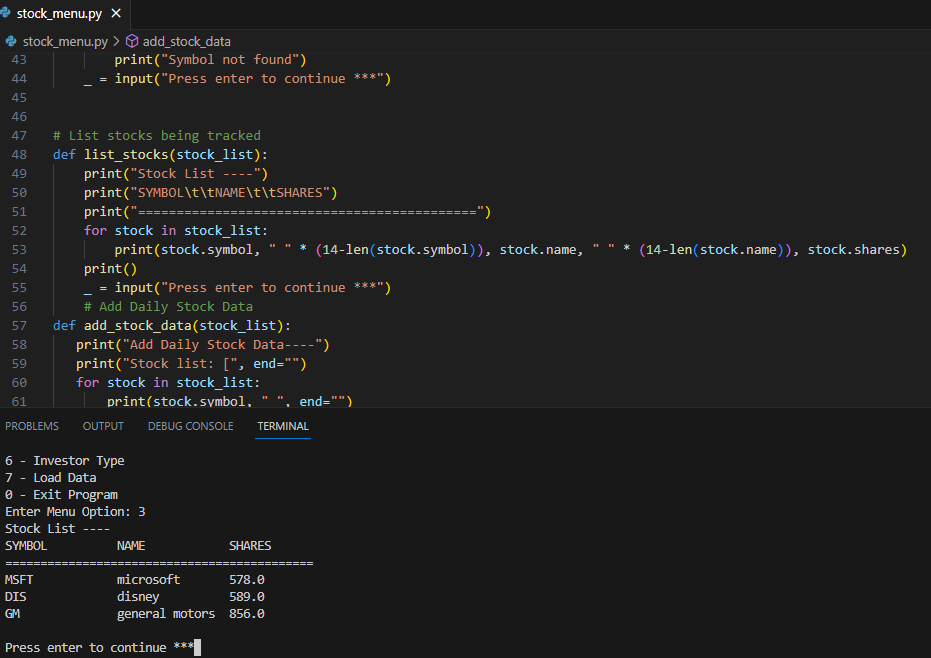 stock_menu.py ×
stock_menu.py > add_stock_data
43 print("Symbol not found")
44 _ = input("Press enter to continue ***")
45
46
47 # List stocks being tracked
48 def list_stocks(stock_list):
49 print("Stock List ----")
50 print("SYMBOL\t\tNAME\t\tSHARES")
51 print("============================================")
52 for stock in stock_list:
53 print(stock.symbol, " " * (14-len(stock.symbol)), stock.name, " " * (14-len(stock.name)), stock.shares)
54 print()
55 _ = input("Press enter to continue ***")
56 # Add Daily Stock Data
57 def add_stock_data(stock_list):
58 print("Add Daily Stock Data----")
59 print("Stock list: [", end="")
60 for stock in stock_list:
61 print(stock.symbol, " ", end="")
PROBLEMS OUTPUT DEBUG CONSOLE TERMINAL
6 - Investor Type
7 - Load Data
0 - Exit Program
Enter Menu Option: 3
Stock List ----
SYMBOL NAME SHARES
============================================
MSFT microsoft 578.0
DIS disney 589.0
GM general motors 856.0
Press enter to continue ***